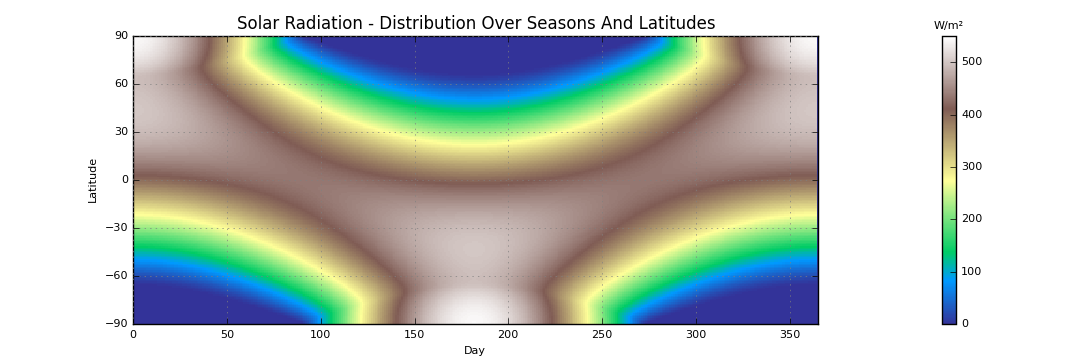 Solar Radiation - Distribution Over Seasons And Latitudes
W/m²
90
60
30
0
−30
−60
−90
Latitude
0 50 100 150 200 250 300 350
Day
500
400
300
200
100
0